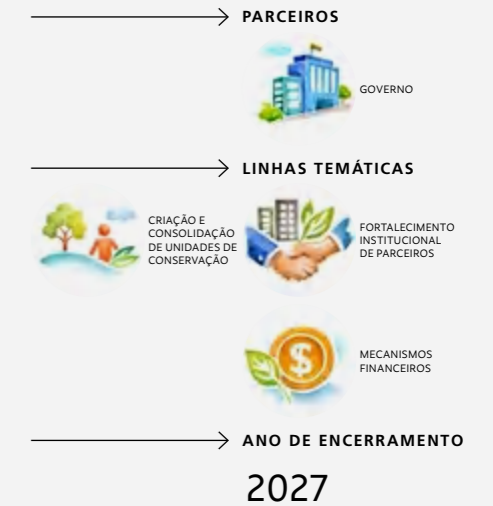 PARCEIROS
GOVERNO
LINHAS TEMÁTICAS
CRIAÇÃO E
CONSOLIDAÇÃO
DE UNIDADES DE
CONSERVAÇÃO
FORTALECIMENTO
INSTITUCIONAL
DE PARCEIROS
MECANISMOS
FINANCEIROS
ANO DE ENCERRAMENTO
2027